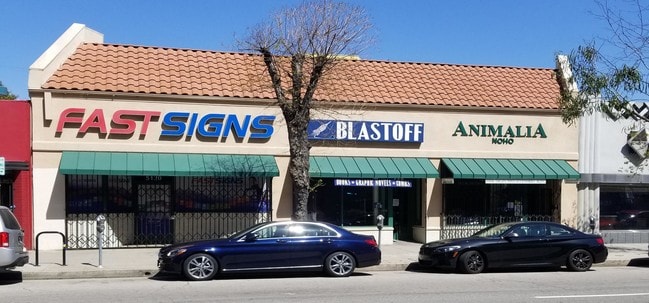 FASTSIGNS
BLASTOFF
ANIMALIA
NOHO
BOOKS • GRAPHIC NOVELS • COMICS